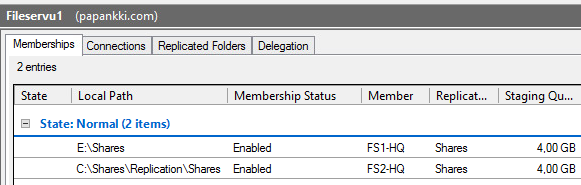 Fileservu1 (papankki.com)
Memberships Connections Replicated Folders Delegation
2 entries
State Local Path Membership Status Member Replicat... Staging Qu...
State: Normal (2 items)
E:\Shares Enabled FS1-HQ Shares 4,00 GB
C:\Shares\Replication\Shares Enabled FS2-HQ Shares 4,00 GB